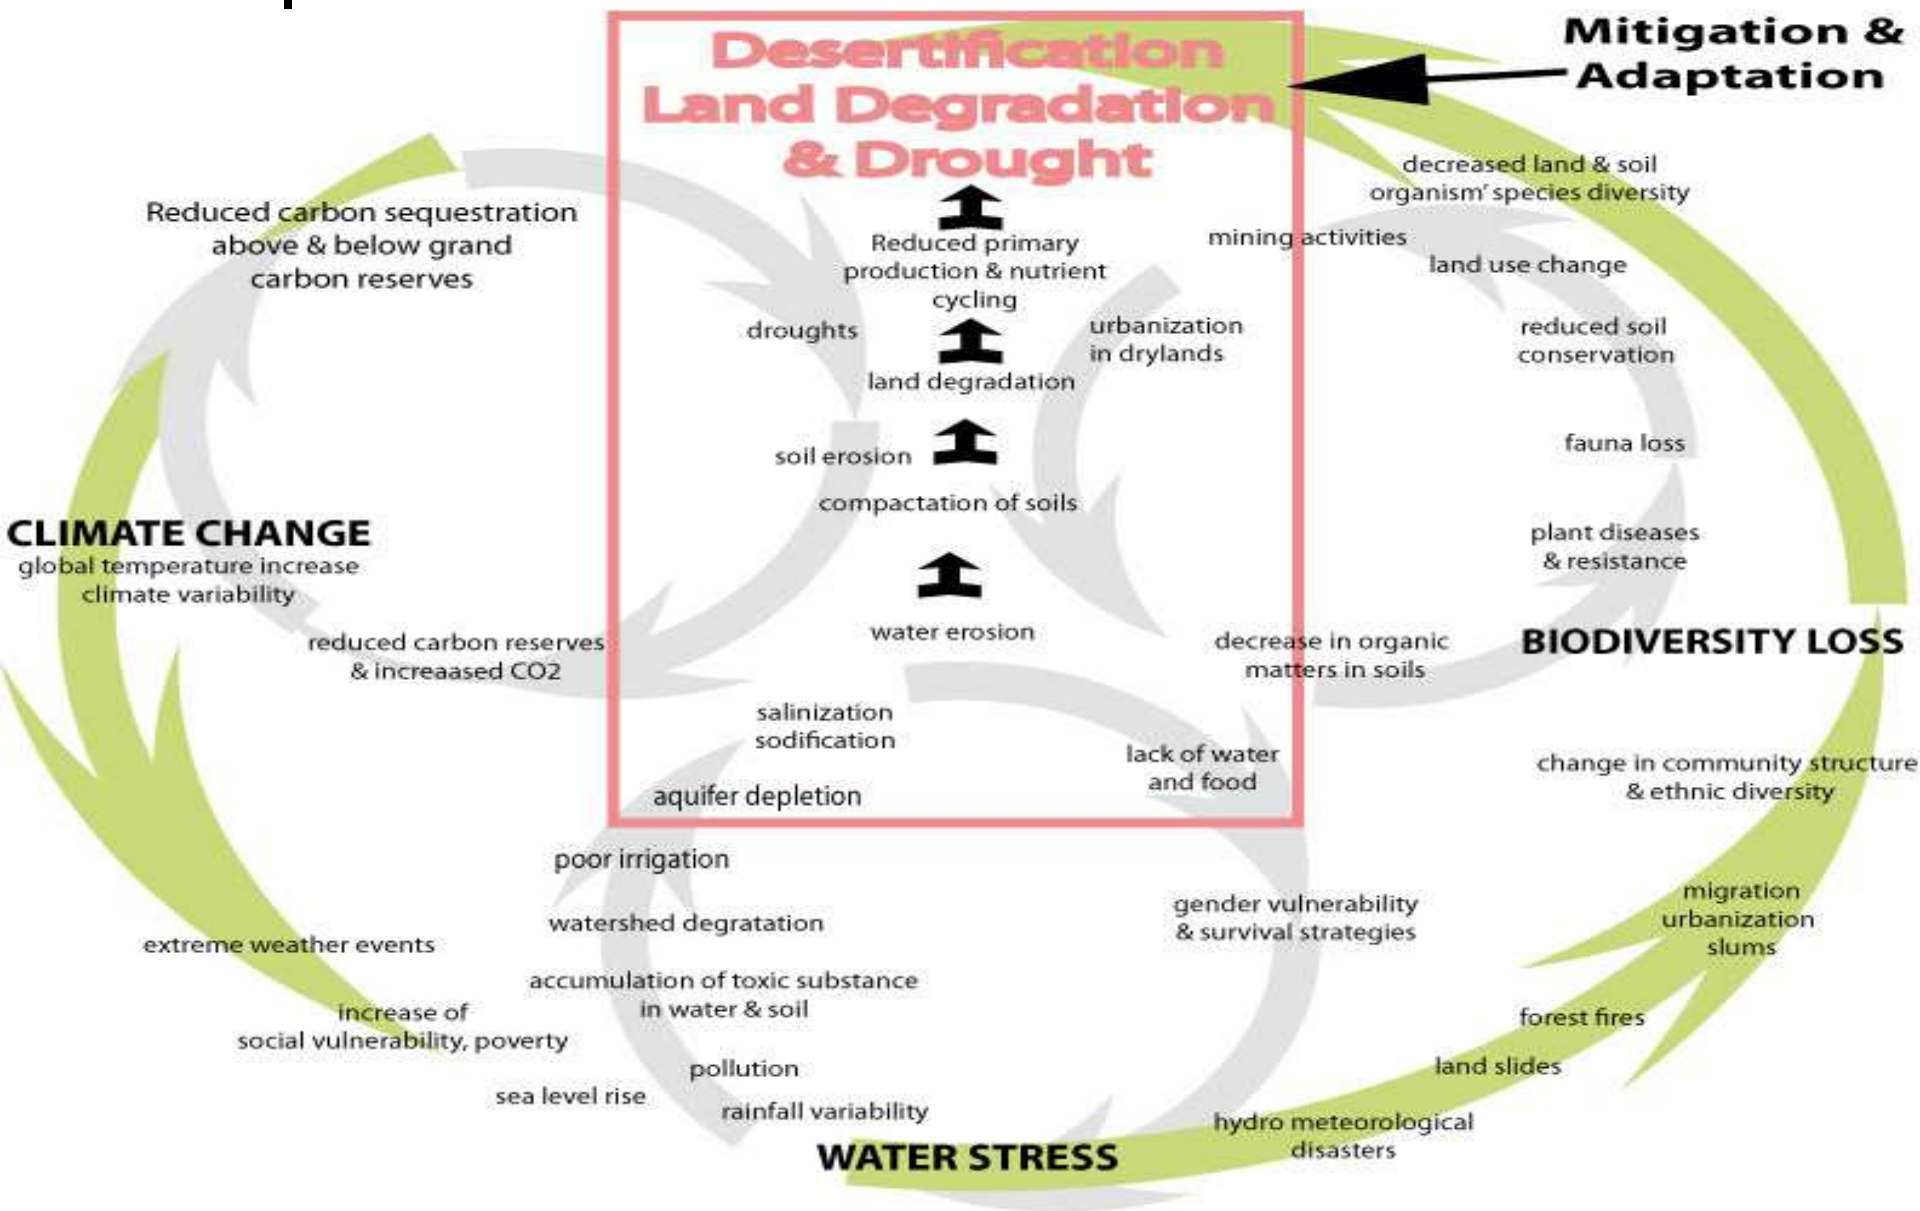 Desertification
Land Degradation
& Drought
Mitigation &
Adaptation
decreased land & soil
organism' species diversity
Reduced carbon sequestration
above & below grand
carbon reserves
Reduced primary
production & nutrient
cycling
mining activities
land use change
droughts
urbanization
in drylands
reduced soil
conservation
land degradation
soil erosion
fauna loss
compactation of soils
CLIMATE CHANGE
global temperature increase
climate variability
plant diseases
& resistance
water erosion
reduced carbon reserves
& increaased CO2
decrease in organic
matters in soils
BIODIVERSITY LOSS
salinization
sodification
lack of water
and food
change in community structure
& ethnic diversity
aquifer depletion
poor irrigation
gender vulnerability
& survival strategies
migration
urbanization
slums
watershed degratation
extreme weather events
accumulation of toxic substance
in water & soil
increase of
social vulnerability, poverty
forest fires
land slides
pollution
sea level rise
rainfall variability
hydro meteorological
disasters
WATER STRESS